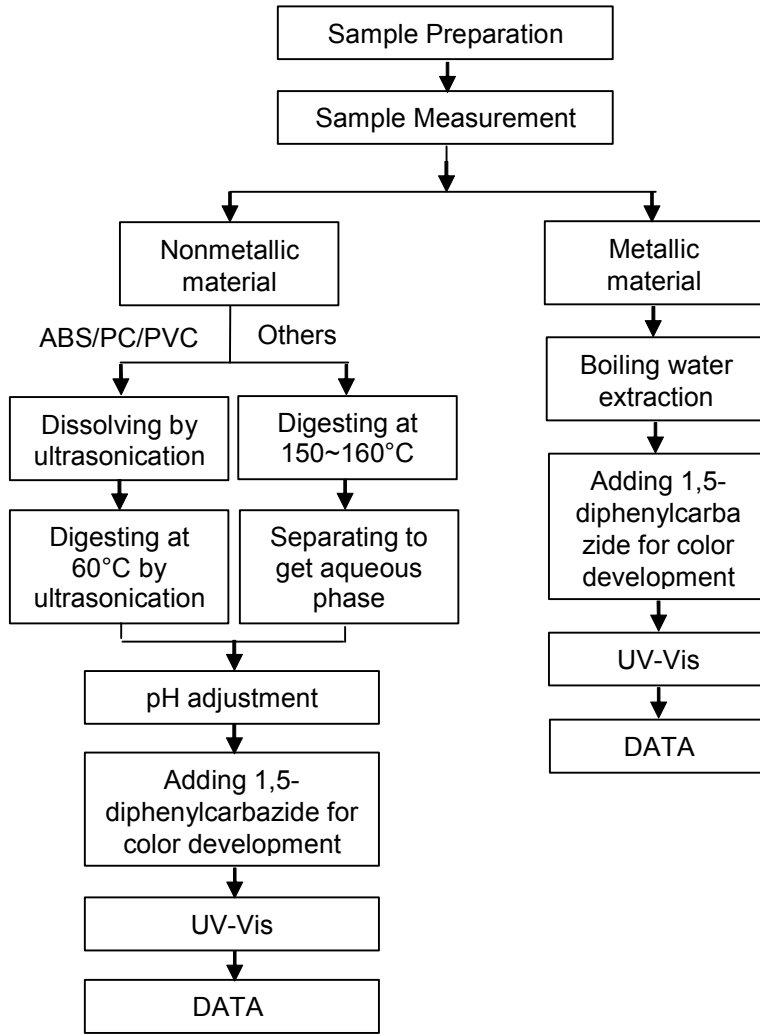 Sample Preparation
Sample Measurement
Nonmetallic
material
ABS/PC/PVC
Others
Dissolving by
ultrasonication
Digesting at
150~160°C
Digesting at
60°C by
ultrasonication
Separating to
get aqueous
phase
pH adjustment
Adding 1,5-
diphenylcarbazide for
color development
UV-Vis
DATA
Metallic
material
Boiling water
extraction
Adding 1,5-
diphenylcarba
zide for color
development
UV-Vis
DATA